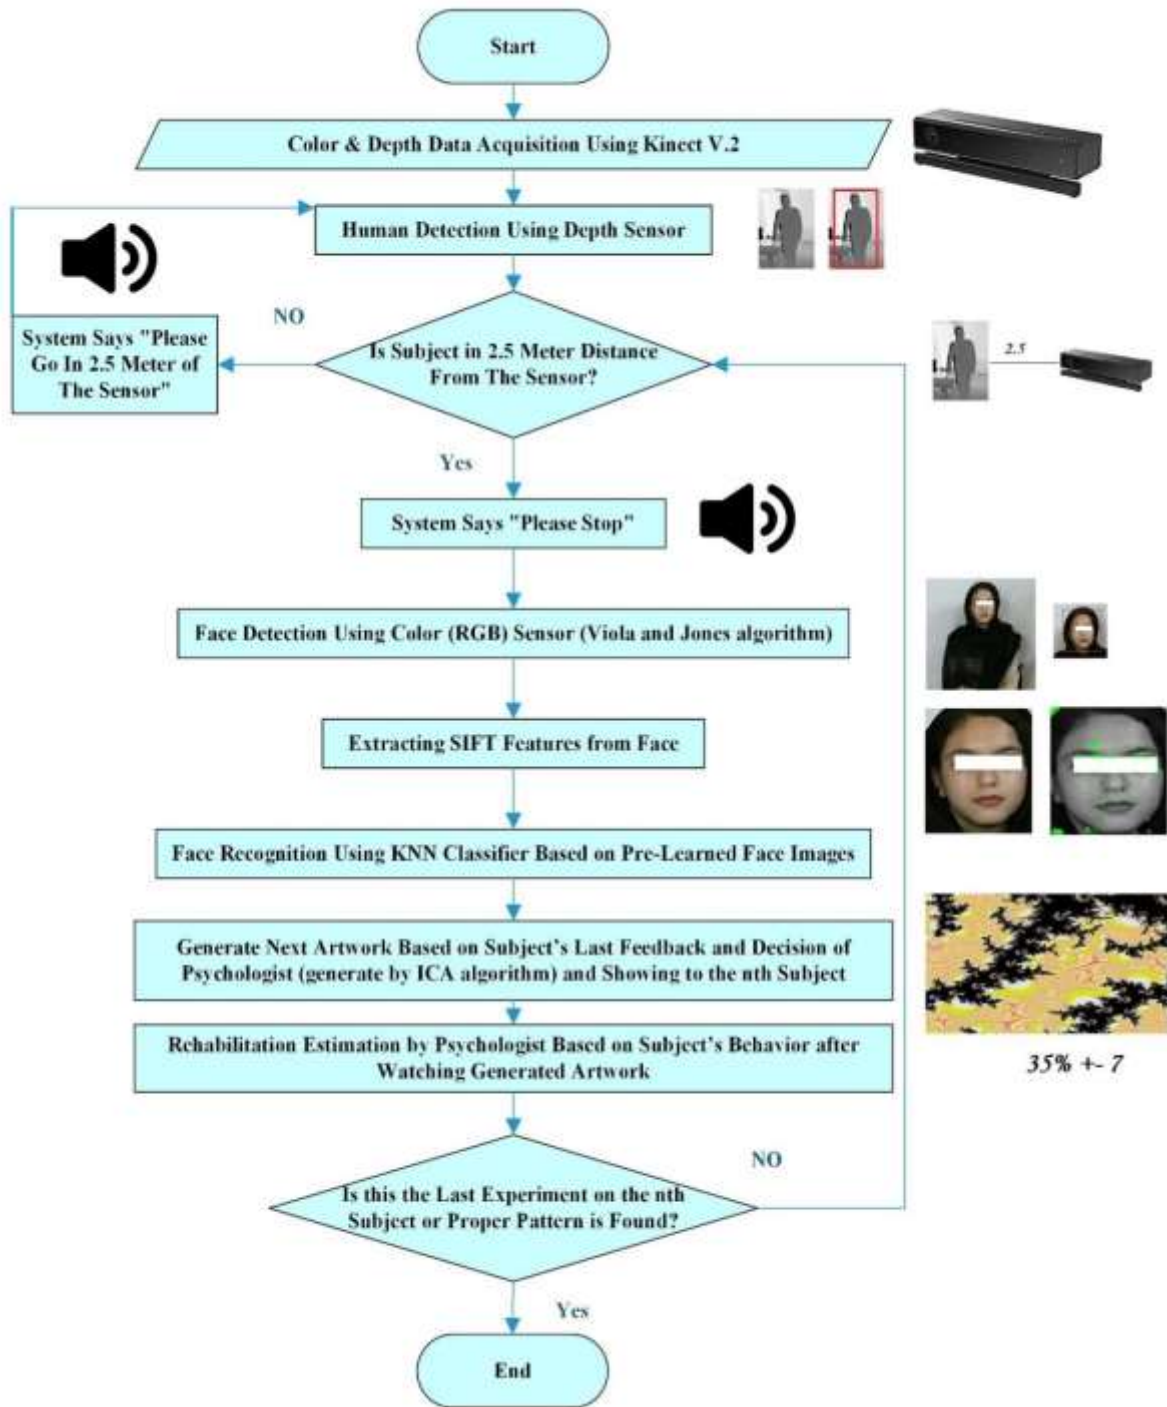 Start
Color & Depth Data Acquisition Using Kinect V.2
Human Detection Using Depth Sensor
NO
System Says "Please
Go In 2.5 Meter of
The Sensor"
Is Subject in 2.5 Meter Distance
From The Sensor?
2.5
Yes
System Says "Please Stop"
Face Detection Using Color (RGB) Sensor (Viola and Jones algorithm)
Extracting SIFT Features from Face
Face Recognition Using KNN Classifier Based on Pre-Learned Face Images
Generate Next Artwork Based on Subject's Last Feedback and Decision of
Psychologist (generate by ICA algorithm) and Showing to the nth Subject
Rehabilitation Estimation by Psychologist Based on Subject's Behavior after
Watching Generated Artwork
35% +- 7
NO
Is this the Last Experiment on the nth
Subject or Proper Pattern is Found?
Yes
End